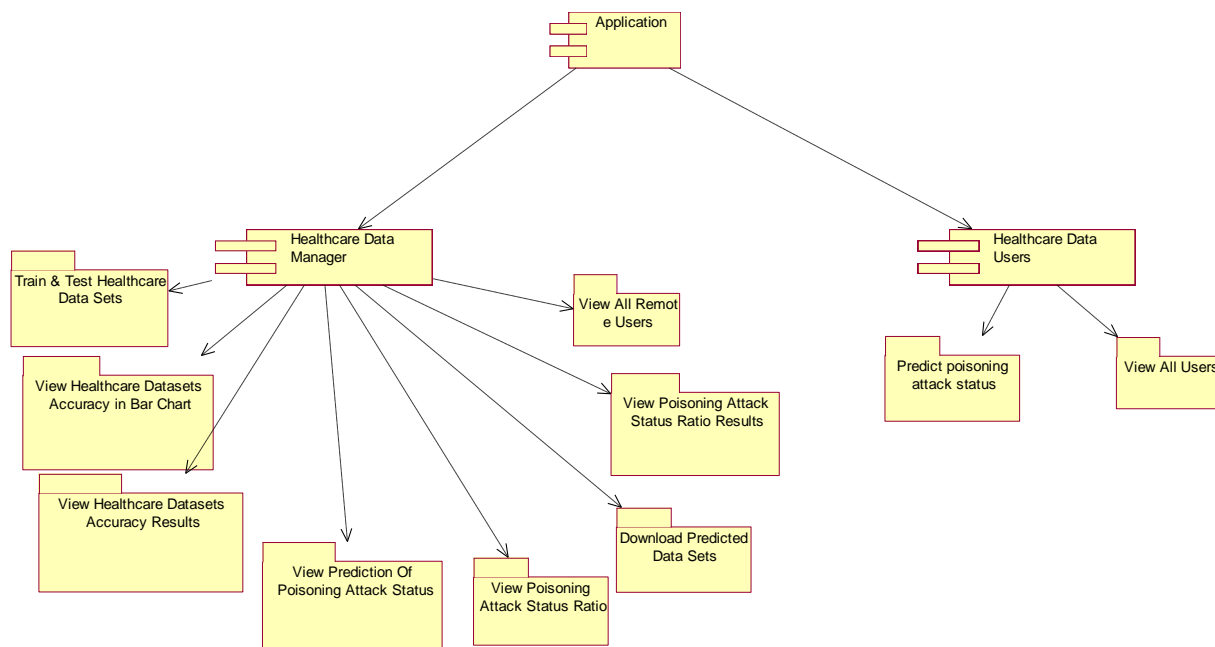 Application
Healthcare Data
Manager
Healthcare Data
Users
Train & Test Healthcare
Data Sets
View All Remot
e Users
View Healthcare Datasets
Accuracy in Bar Chart
View Poisoning Attack
Status Ratio Results
Predict poisoning
attack status
View All Users
View Healthcare Datasets
Accuracy Results
Download Predicted
Data Sets
View Prediction Of
Poisoning Attack Status
View Poisoning
Attack Status Ratio